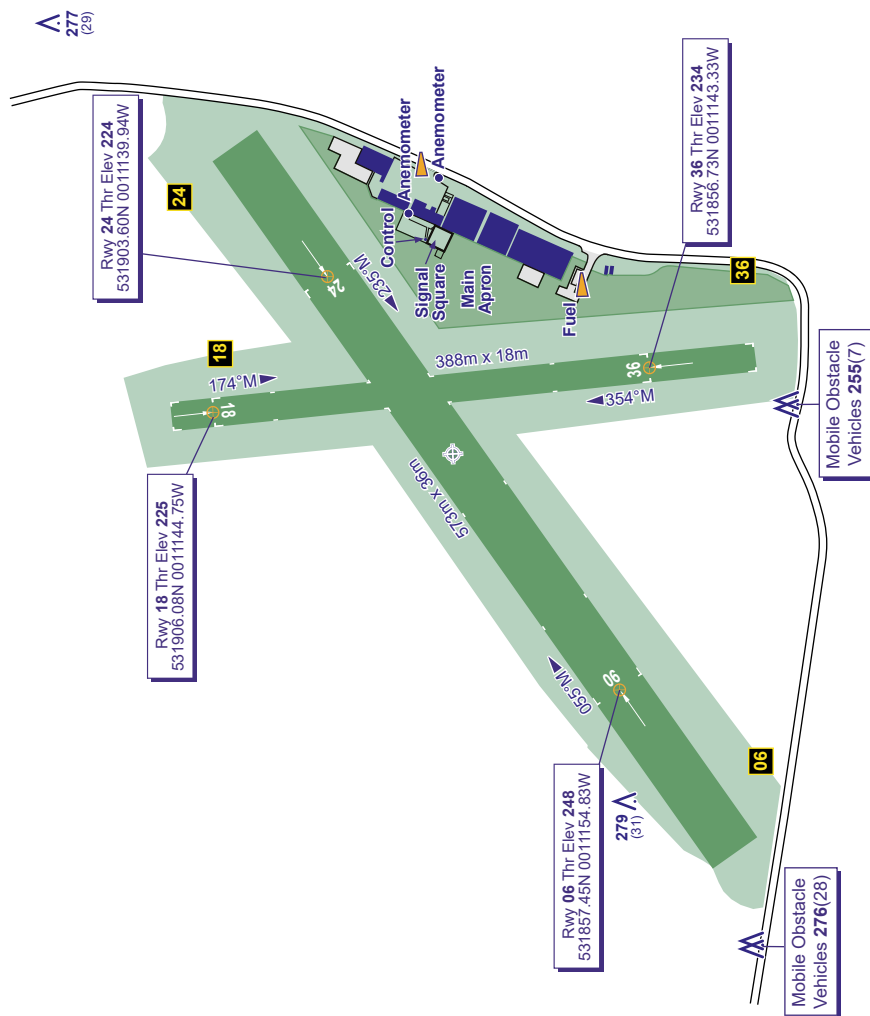 277
(29)
Rwy 24 Thr Elev 224
531903.60N 0011139.94W
24
Anemometer
Anemometer
Control
Signal
Square
Main
Apron
Fuel
Rwy 36 Thr Elev 234
531856.73N 0011143.33W
36
24
235°M
18
174°M
18
388m x 18m
36
354°M
Rwy 18 Thr Elev 225
531906.08N 0011144.75W
573m x 36m
Mobile Obstacle
Vehicles 255(7)
055°M
06
Rwy 06 Thr Elev 248
531857.45N 0011154.83W
279
(31)
06
Mobile Obstacle
Vehicles 276(28)